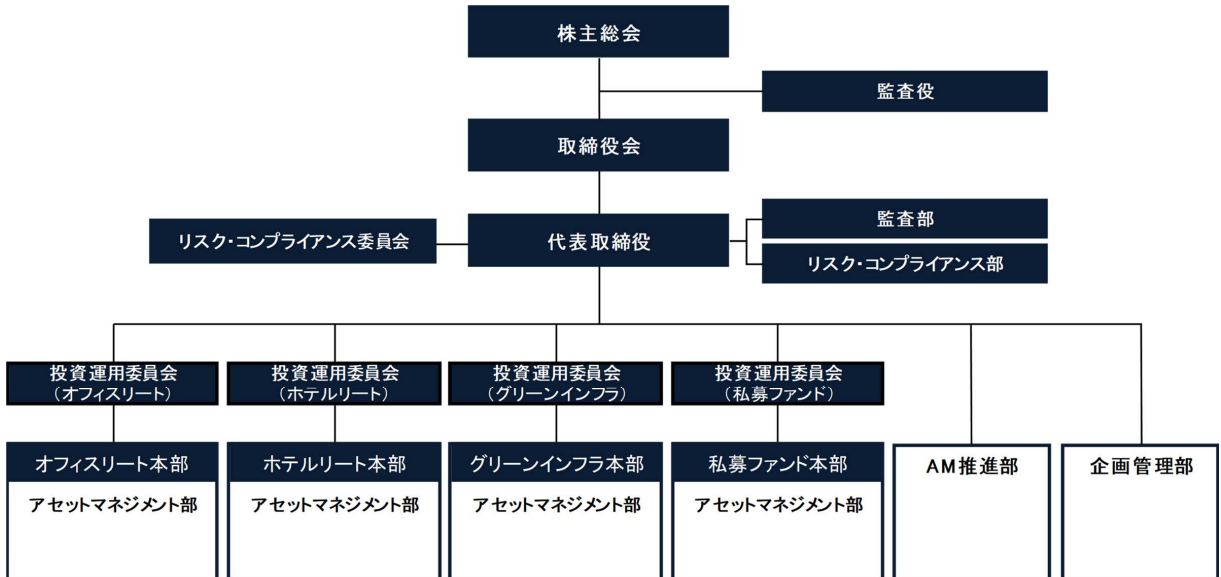 株主総会
監査役
取締役会
監査部
リスク・コンプライアンス委員会
代表取締役
リスク・コンプライアンス部
投資運用委員会
（オフィスリート）
投資運用委員会
（ホテルリート）
投資運用委員会
（グリーンインフラ）
投資運用委員会
（私募ファンド）
オフィスリート本部
アセットマネジメント部
ホテルリート本部
アセットマネジメント部
グリーンインフラ本部
アセットマネジメント部
私募ファンド本部
アセットマネジメント部
AM推進部
企画管理部